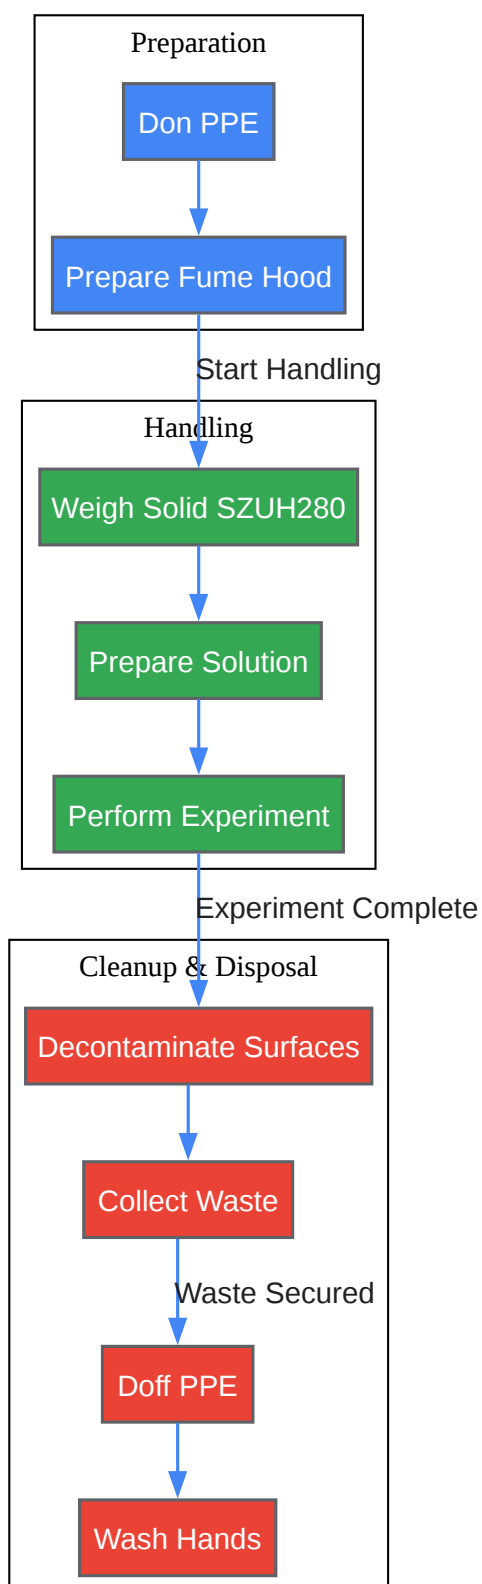 Preparation
Don PPE
Prepare Fume Hood
Start Handling
Handling
Weigh Solid SZUH280
Prepare Solution
Perform Experiment
Experiment Complete
Cleanup & Disposal
Decontaminate Surfaces
Collect Waste
Waste Secured
Doff PPE
Wash Hands